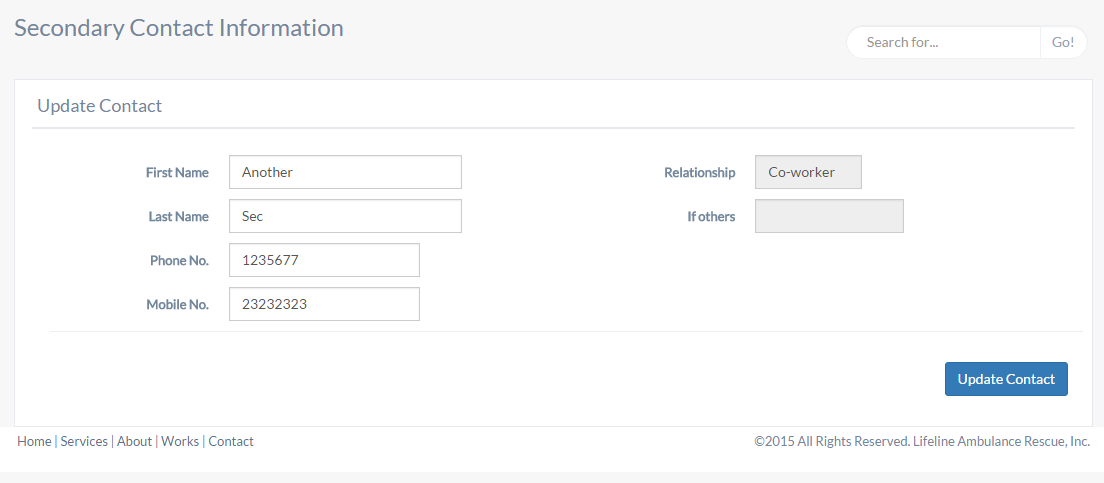 Secondary Contact Information
Search for... Go!
Update Contact
First Name Another Relationship Co-worker
Last Name Sec If others
Phone No. 1235677
Mobile No. 23232323
Update Contact
Home | Services | About | Works | Contact ©2015 All Rights Reserved. Lifeline Ambulance Rescue, Inc.